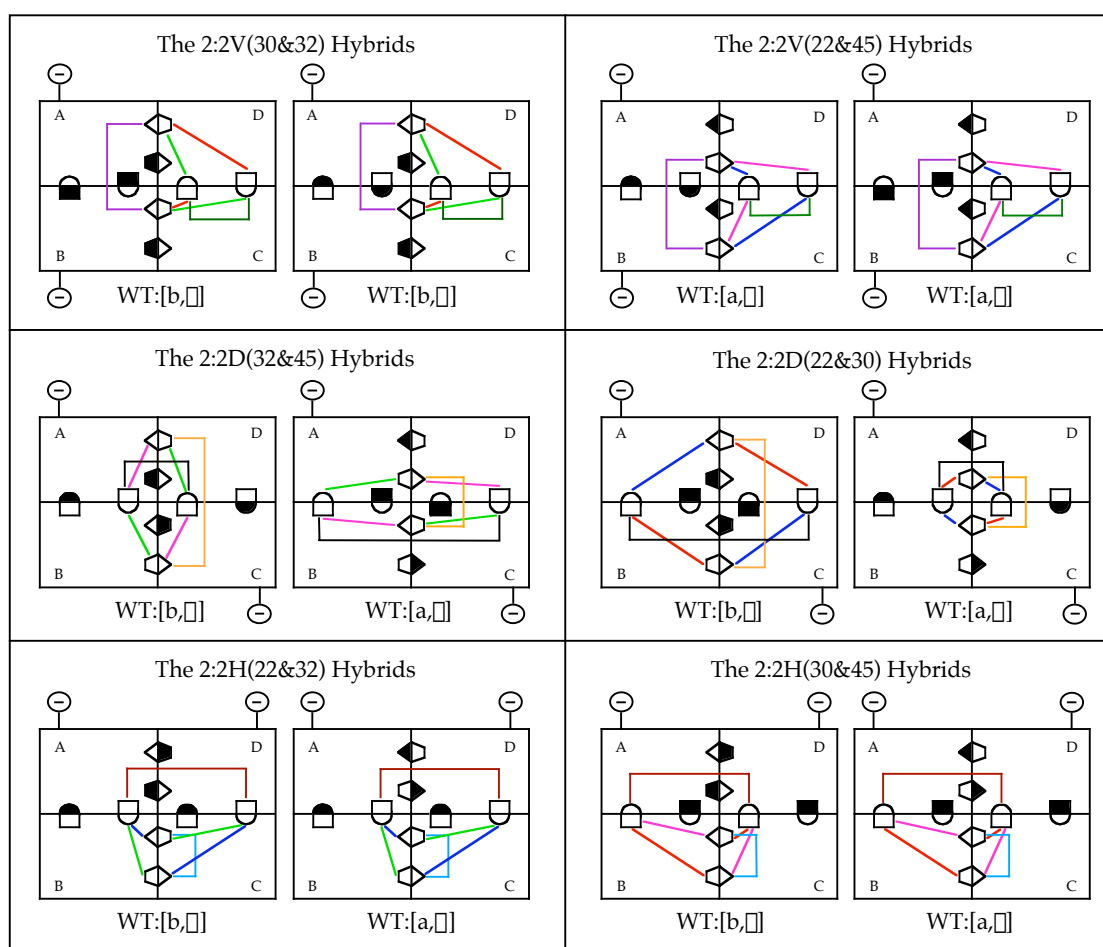 The 2:2V(30&32) Hybrids
The 2:2V(22&45) Hybrids
A D
B C
A D
B C
A D
B C
A D
B C
WT:[b,▯]
WT:[b,▯]
WT:[a,▯]
WT:[a,▯]
The 2:2D(32&45) Hybrids
The 2:2D(22&30) Hybrids
A D
B C
A D
B C
A D
B C
A D
B C
WT:[b,▯]
WT:[a,▯]
WT:[b,▯]
WT:[a,▯]
The 2:2H(22&32) Hybrids
The 2:2H(30&45) Hybrids
A D
B C
A D
B C
A D
B C
A D
B C
WT:[b,▯]
WT:[a,▯]
WT:[b,▯]
WT:[a,▯]